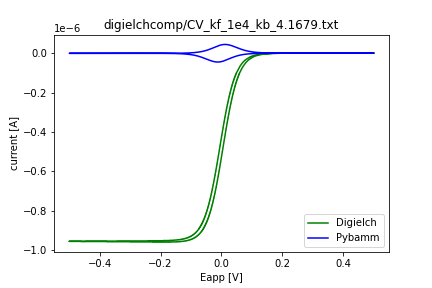 digielchcomp/CV_kf_1e4_kb_4.1679.txt
1e−6
0.0
−0.2
−0.4
−0.6
−0.8
−1.0
current [A]
−0.4
−0.2
0.0
0.2
0.4
Eapp [V]
Digielch
Pybamm